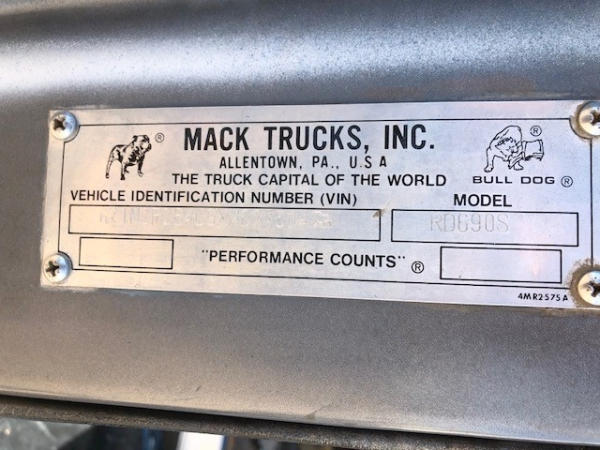 MACK TRUCKS, INC. ®
ALLENTOWN, PA., U.S A
THE TRUCK CAPITAL OF THE WORLD
® BULL DOG ®
VEHICLE IDENTIFICATION NUMBER (VIN)
MODEL
RD690S
"PERFORMANCE COUNTS" ®
4MR2575A